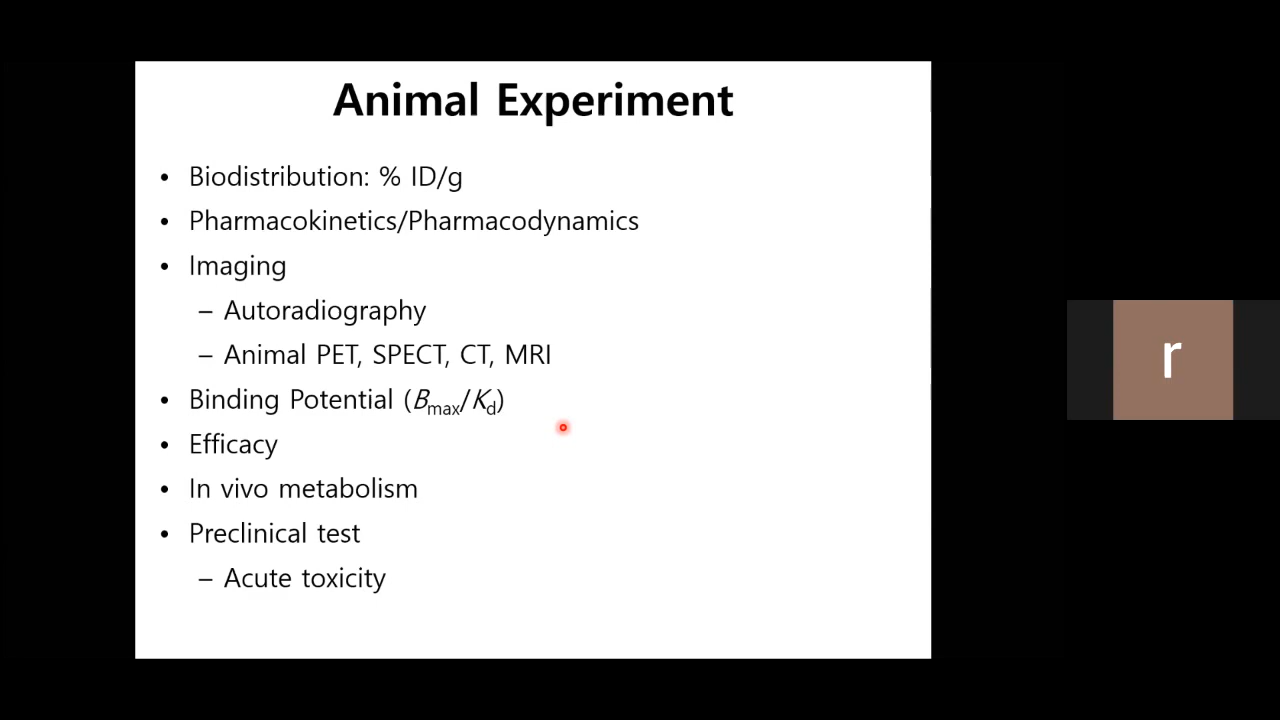 Animal Experiment
• Biodistribution: % ID/g
• Pharmacokinetics/Pharmacodynamics
• Imaging
– Autoradiography
– Animal PET, SPECT, CT, MRI
• Binding Potential (Bmax/Kd)
• Efficacy
• In vivo metabolism
• Preclinical test
– Acute toxicity
r